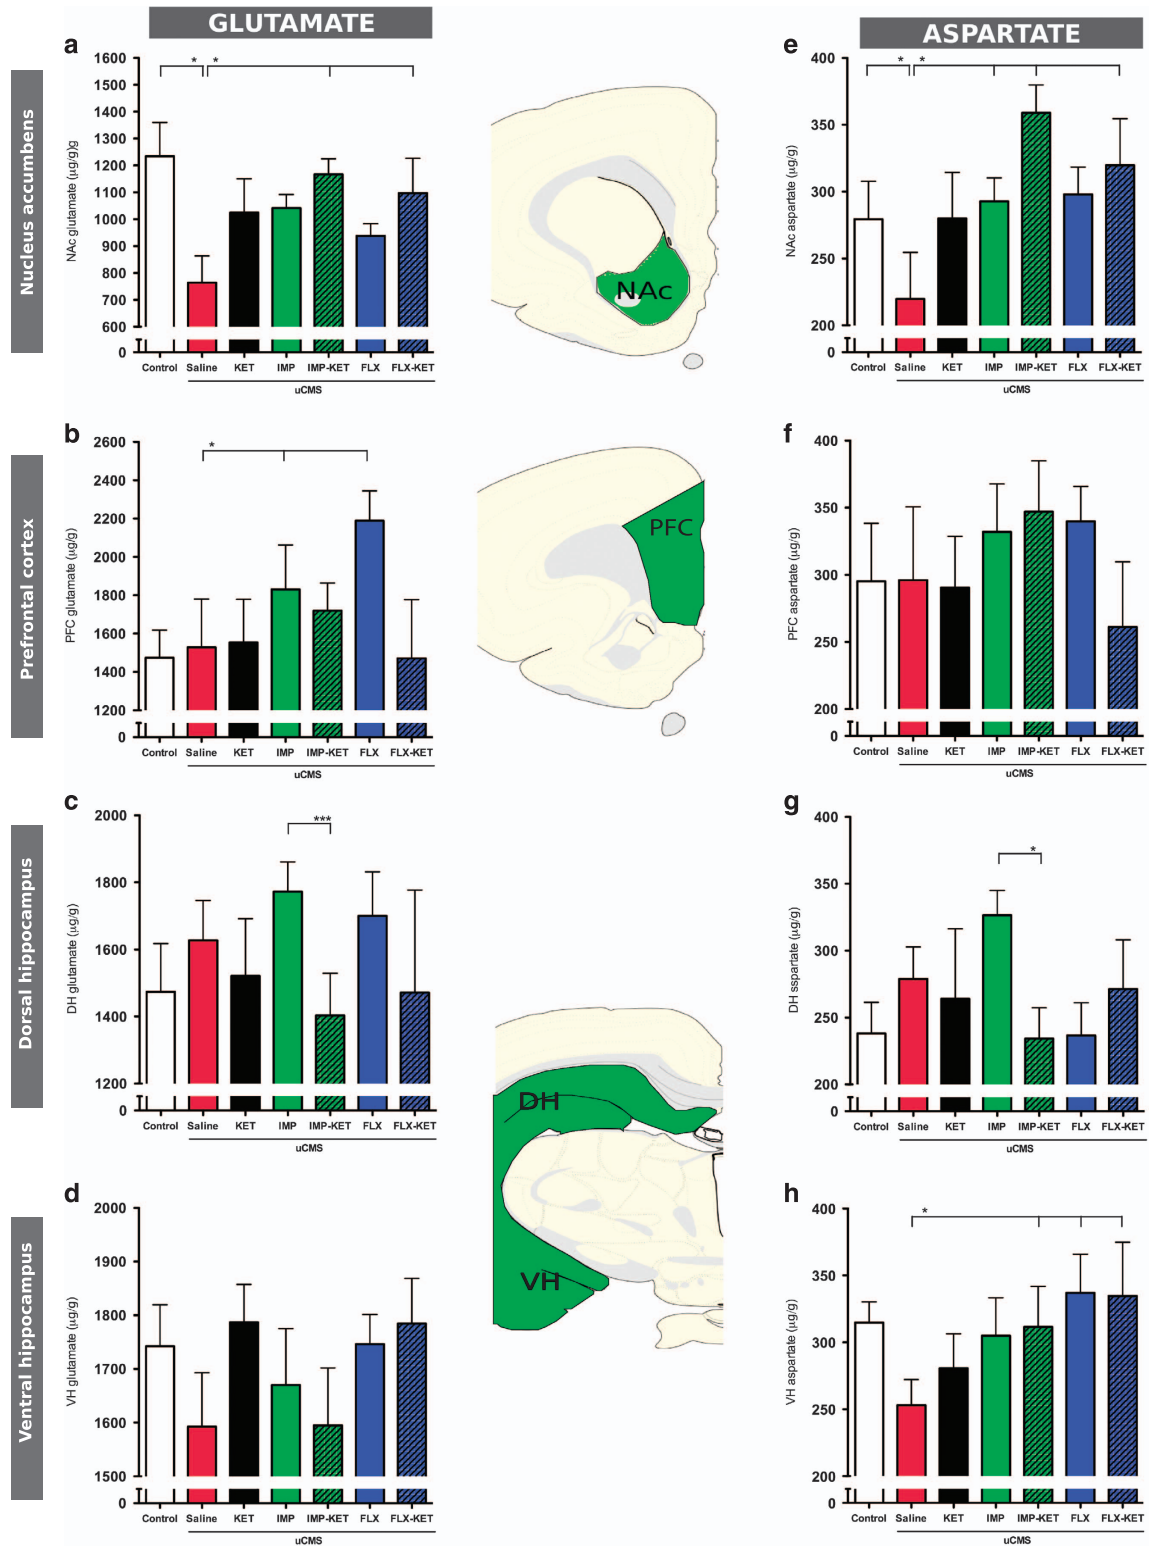 GLUTAMATE
ASPARTATE
Nucleus accumbens
a
NAc glutamate (µg/g)g
1600
1500
1400
1300
1200
1100
1000
900
800
700
600
0
* *
Control Saline KET IMP IMP-KET FLX FLX-KET
uCMS
NAc
e
NAc aspartate (µg/g)
400
350
300
250
200
0
* *
Control Saline KET IMP IMP-KET FLX FLX-KET
uCMS
Prefrontal cortex
b
PFC glutamate (µg/g)
2600
2400
2200
2000
1800
1600
1400
1200
0
*
Control Saline KET IMP IMP-KET FLX FLX-KET
uCMS
PFC
f
PFC aspartate (µg/g)
400
350
300
250
200
0
Control Saline KET IMP IMP-KET FLX FLX-KET
uCMS
Dorsal hippocampus
c
DH glutamate (µg/g)
2000
1800
1600
1400
1200
0
***
Control Saline KET IMP IMP-KET FLX FLX-KET
uCMS
DH
VH
g
DH sspartate (µg/g)
400
350
300
250
200
0
*
Control Saline KET IMP IMP-KET FLX FLX-KET
uCMS
Ventral hippocampus
d
VH glutamate (µg/g)
2000
1900
1800
1700
1600
1500
0
Control Saline KET IMP IMP-KET FLX FLX-KET
uCMS
h
VH aspartate (µg/g)
400
350
300
250
200
0
*
Control Saline KET IMP IMP-KET FLX FLX-KET
uCMS